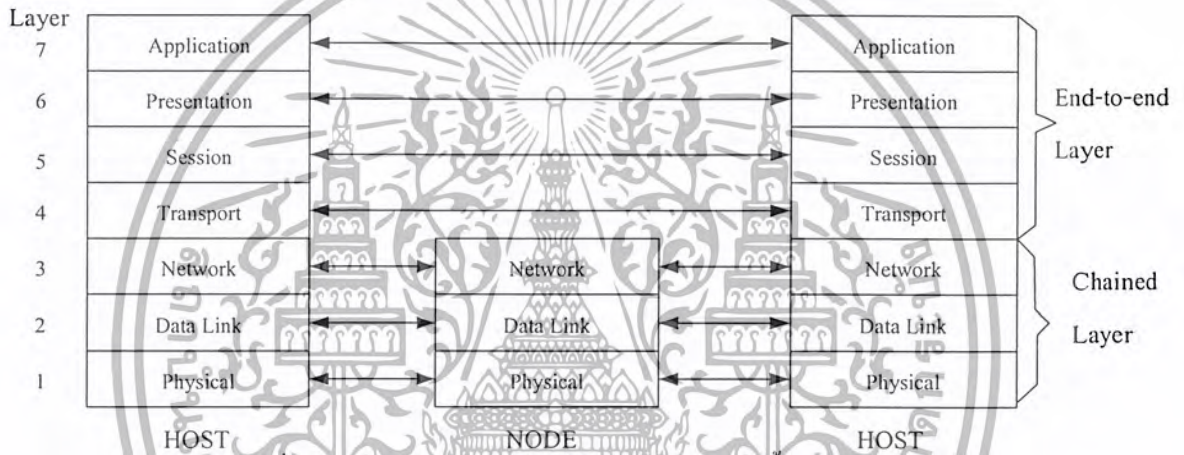 Layer
7 Application Application
6 Presentation Presentation
End-to-end
5 Session Session
Layer
4 Transport Transport
3 Network Network Network
Chained
2 Data Link Data Link Data Link
Layer
1 Physical Physical Physical
HOST NODE HOST